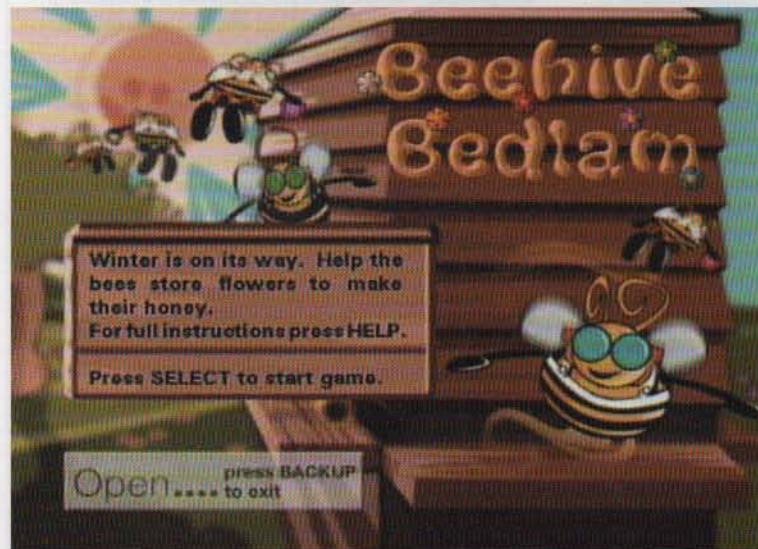 Beehive
Bedlam
Winter is on its way. Help the
bees store flowers to make
their honey.
For full instructions press HELP.
Press SELECT to start game.
Open.... press BACKUP
to exit